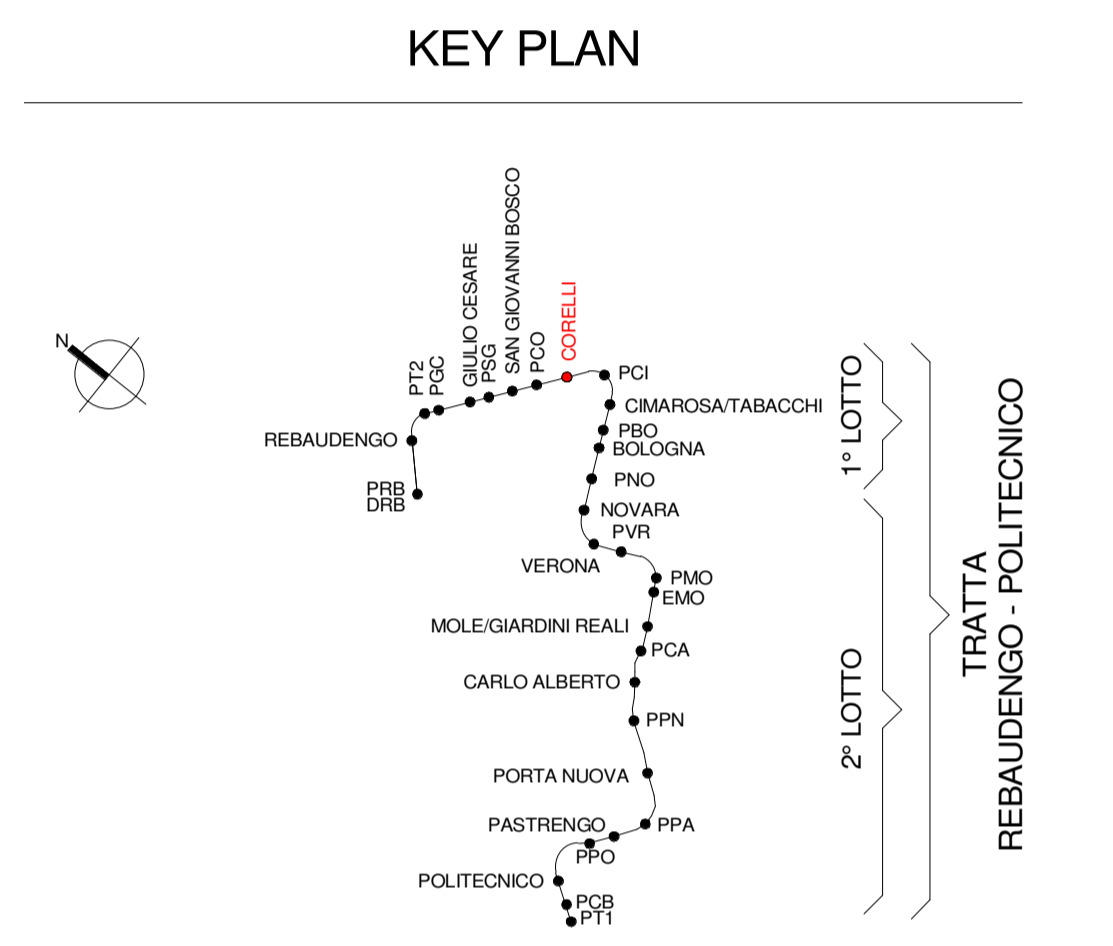 KEY PLAN
N
PT2
PGC
GIULIO CESARE
PSG
SAN GIOVANNI BOSCO
PCO
CORELLI
PCI
CIMAROSA/TABACCHI
PBO
REBAUDENGO
BOLOGNA
PNO
PRB
DRB
NOVARA
PVR
VERONA
PMO
EMO
MOLE/GIARDINI REALI
PCA
CARLO ALBERTO
PPN
PORTA NUOVA
PASTRENGO
PPA
PPO
POLITECNICO
PCB
PT1
1° LOTTO
2° LOTTO
TRATTA
REBAUDENGO - POLITECNICO